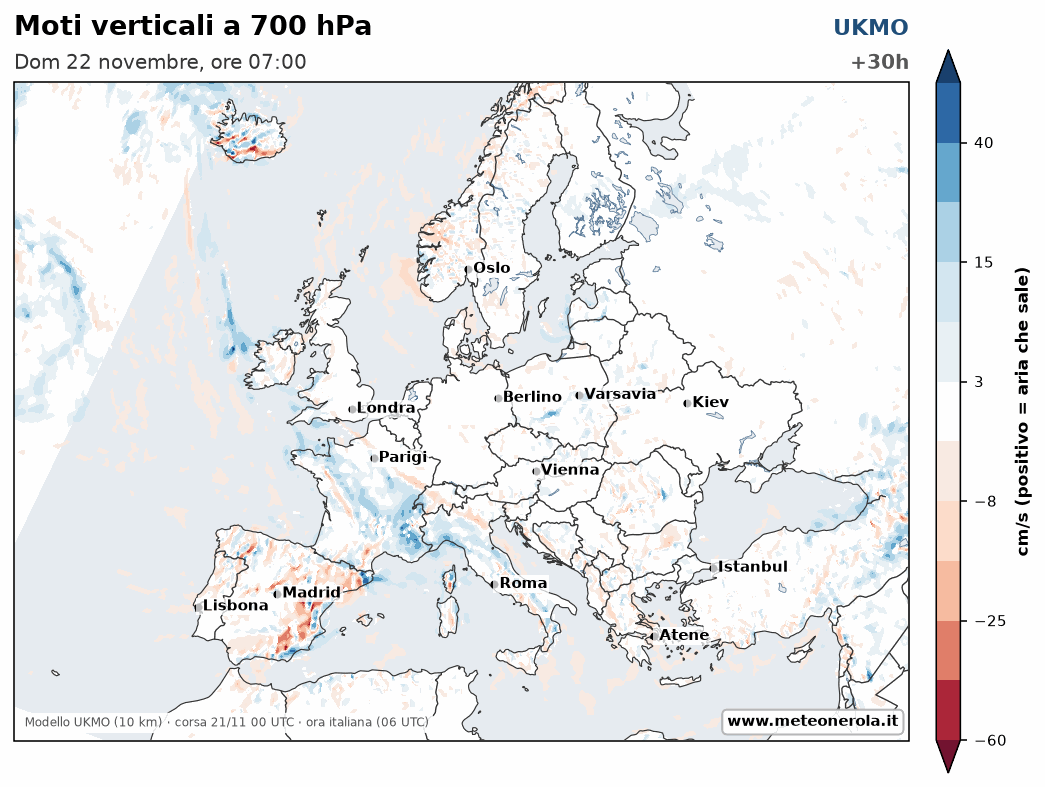 Moti verticali a 700 hPa
UKMO
Dom 22 novembre, ore 07:00
+30h
40
15
3
−8
−25
−60
cm/s (positivo = aria che sale)
Oslo
Berlino
Varsavia
Kiev
Londra
Parigi
Vienna
Istanbul
Roma
Madrid
Lisbona
Atene
Modello UKMO (10 km) · corsa 21/11 00 UTC · ora italiana (06 UTC)
www.meteonerola.it